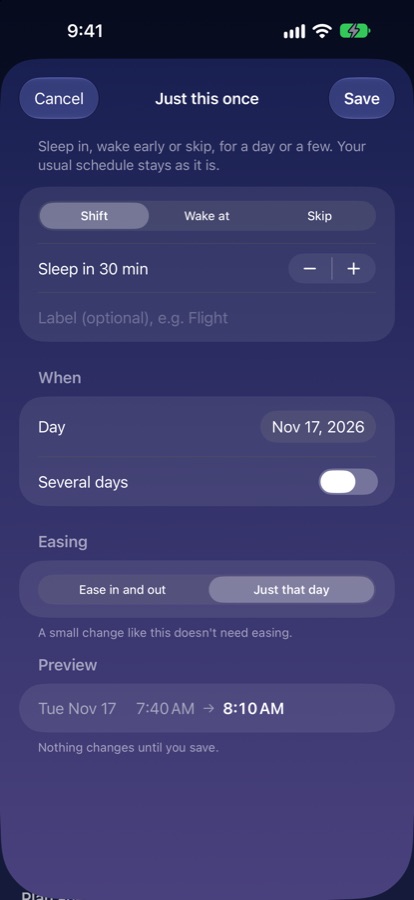 9:41
Cancel
Just this once
Save
Sleep in, wake early or skip, for a day or a few. Your
usual schedule stays as it is.
Shift
Wake at
Skip
Sleep in 30 min
Label (optional), e.g. Flight
When
Day
Nov 17, 2026
Several days
Easing
Ease in and out
Just that day
A small change like this doesn't need easing.
Preview
Tue Nov 17 7:40 AM → 8:10 AM
Nothing changes until you save.